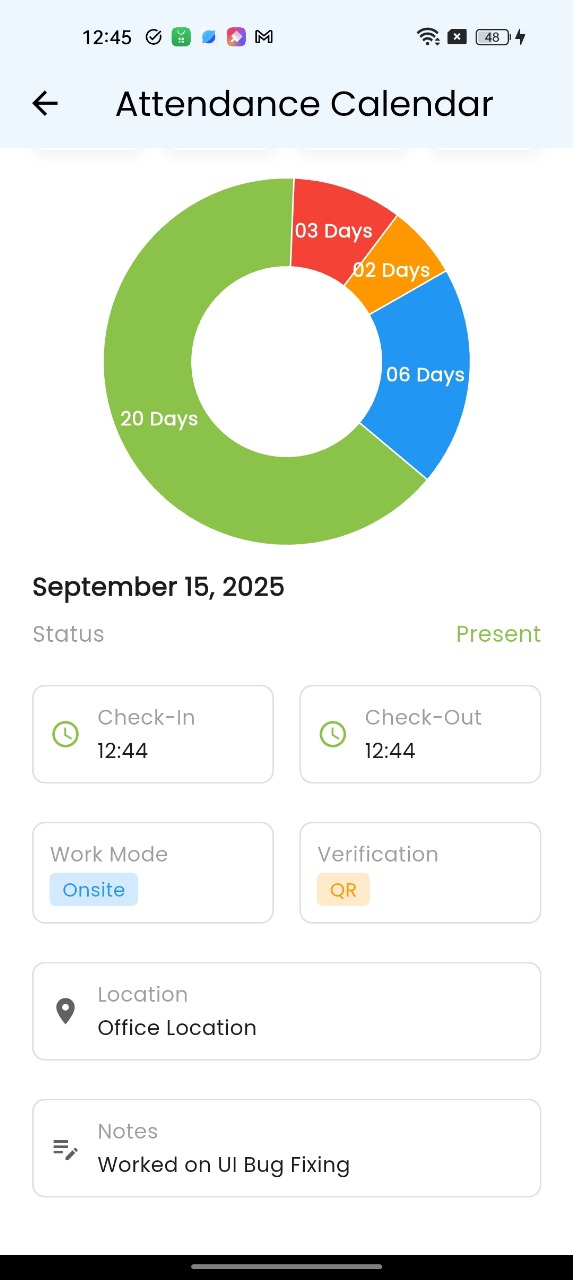 12:45
48
Attendance Calendar
03 Days
02 Days
06 Days
20 Days
September 15, 2025
Status
Present
Check-In
12:44
Check-Out
12:44
Work Mode
Onsite
Verification
QR
Location
Office Location
Notes
Worked on UI Bug Fixing